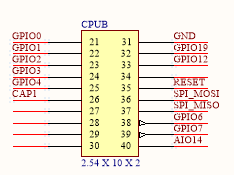 CPUB
GPIO0 21 31 GND
GPIO1 22 32 GPIO19
GPIO2 23 33 GPIO12
GPIO3 24 34
GPIO4 25 35 RESET
CAP1 26 36 SPI_MOSI
27 37 SPI_MISO
28 38 GPIO6
29 39 GPIO7
30 40 AIO14
2.54 X 10 X 2